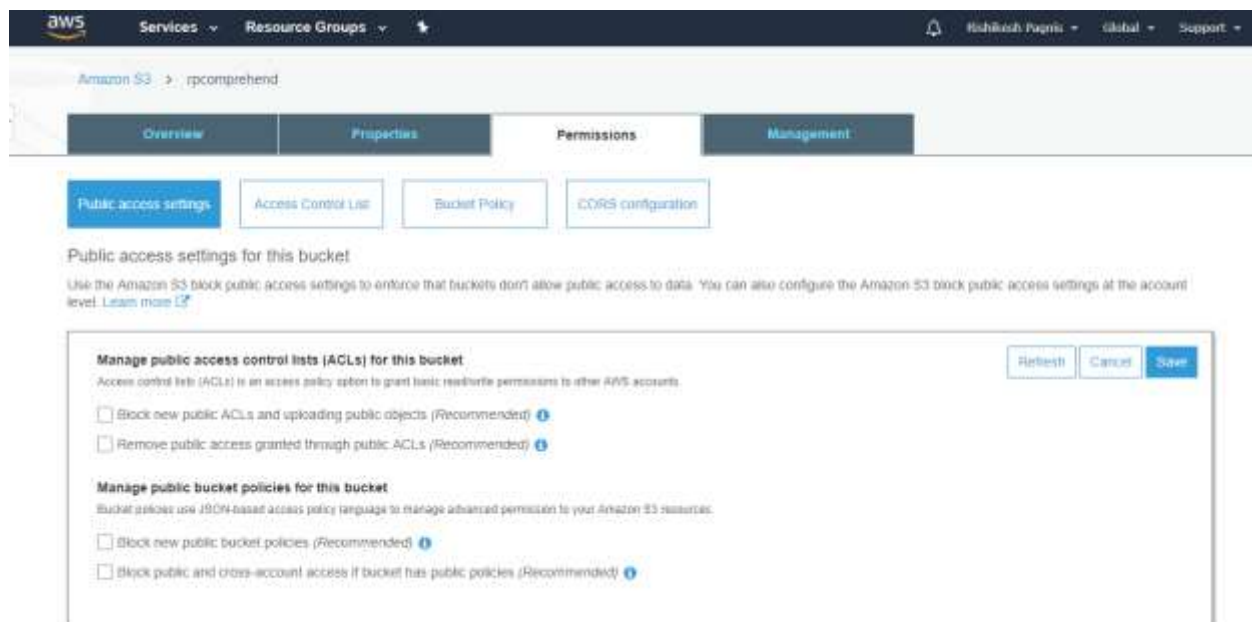 aws Services Resource Groups Rishikesh Pagnis Global Support
Amazon S3 > rpcomprehend
Overview Properties Permissions Management
Public access settings Access Control List Bucket Policy CORS configuration
Public access settings for this bucket
Use the Amazon S3 block public access settings to enforce that buckets don't allow public access to data. You can also configure the Amazon S3 block public access settings at the account
level. Learn more
Manage public access control lists (ACLs) for this bucket
Refresh Cancel Save
Access control lists (ACLs) is an access policy option to grant basic read/write permissions to other AWS accounts.
Block new public ACLs and uploading public objects (Recommended)
Remove public access granted through public ACLs (Recommended)
Manage public bucket policies for this bucket
Bucket policies use JSON-based access policy language to manage advanced permission to your Amazon S3 resources.
Block new public bucket policies (Recommended)
Block public and cross-account access if bucket has public policies (Recommended)